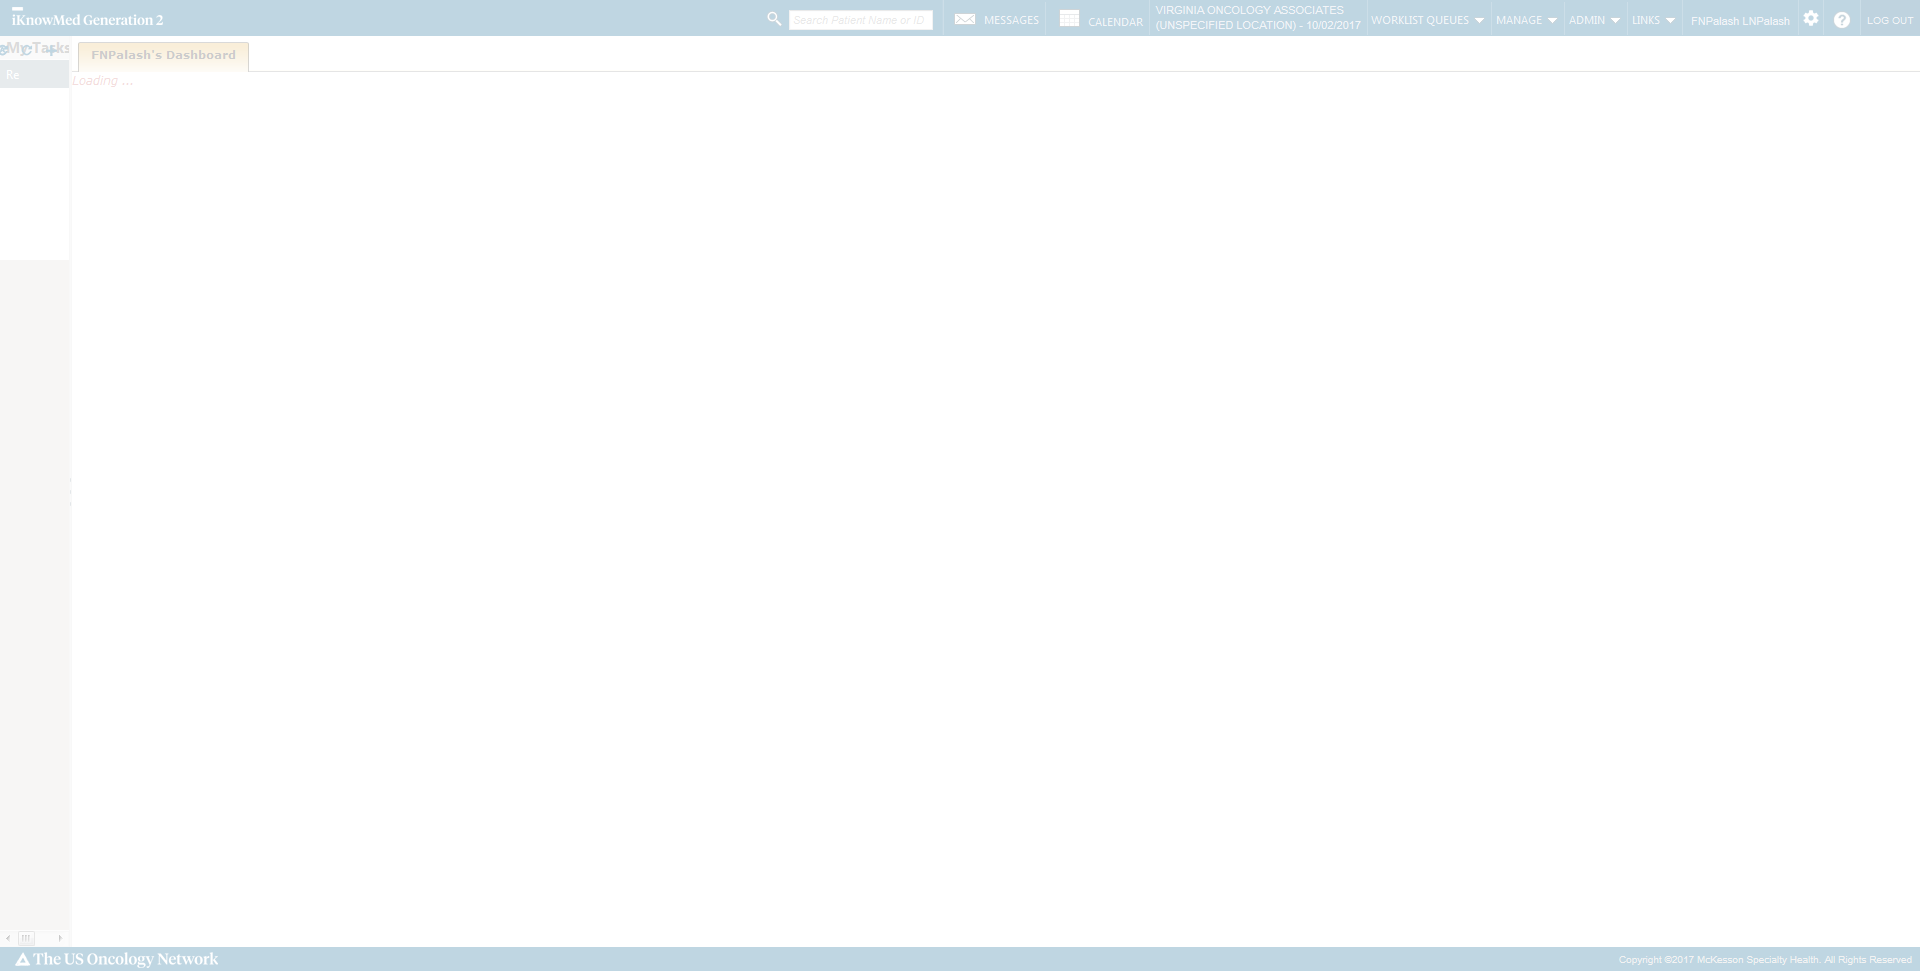 iKnowMed Generation 2
Search Patient Name or ID
MESSAGES
CALENDAR
VIRGINIA ONCOLOGY ASSOCIATES
(UNSPECIFIED LOCATION) - 10/02/2017
WORKLIST QUEUES
MANAGE
ADMIN
LINKS
FNPalash LNPalash
?
LOG OUT
My Tasks
FNPalash's Dashboard
Re
Loading ...
The US Oncology Network
Copyright ©2017 McKesson Specialty Health. All Rights Reserved